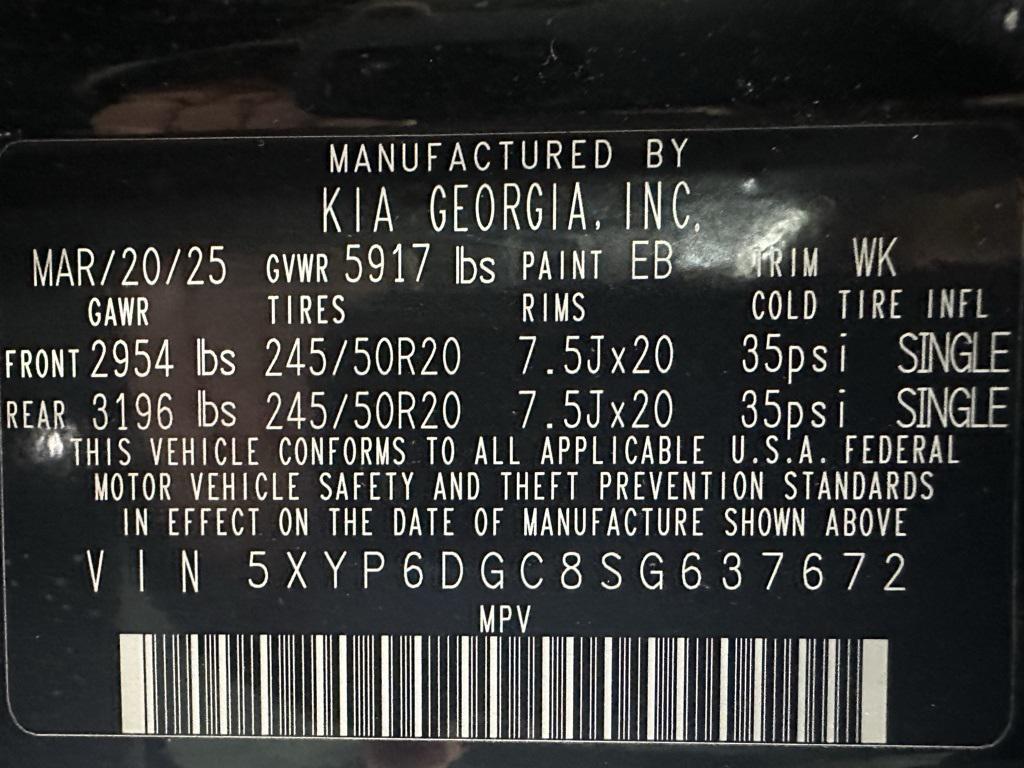 MANUFACTURED BY
KIA GEORGIA, INC.
MAR/20/25 GVWR 5917 lbs PAINT EB TRIM WK
GAWR TIRES RIMS COLD TIRE INFL
FRONT 2954 lbs 245/50R20 7.5Jx20 35psi SINGLE
REAR 3196 lbs 245/50R20 7.5Jx20 35psi SINGLE
THIS VEHICLE CONFORMS TO ALL APPLICABLE U.S.A. FEDERAL
MOTOR VEHICLE SAFETY AND THEFT PREVENTION STANDARDS
IN EFFECT ON THE DATE OF MANUFACTURE SHOWN ABOVE
VIN 5XYP6DGC8SG637672
MPV